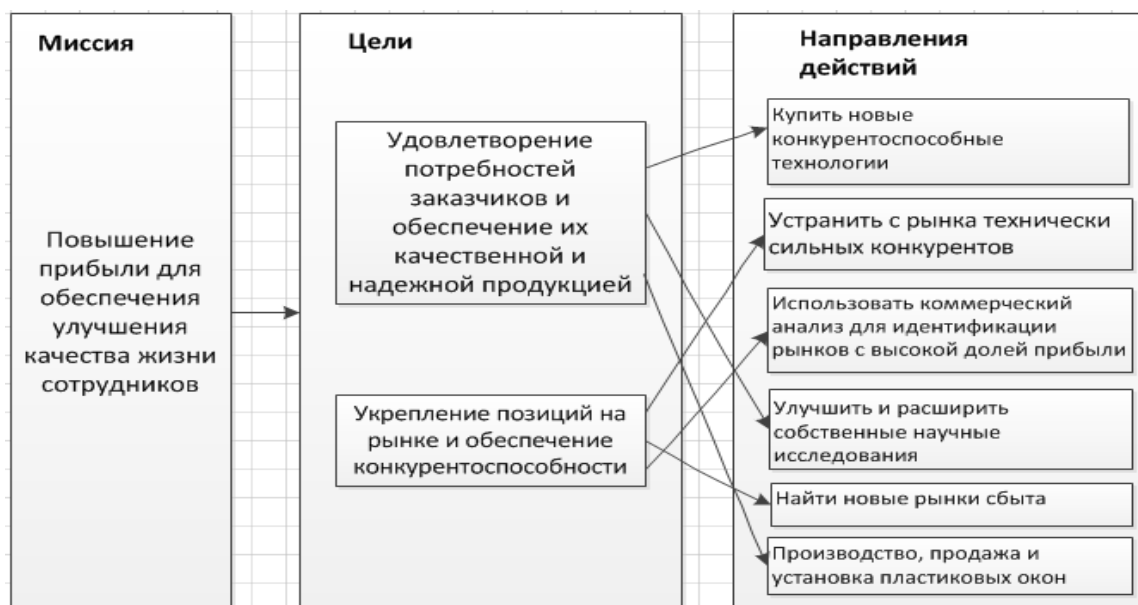 Миссия
Повышение
прибыли для
обеспечения
улучшения
качества жизни
сотрудников
Цели
Удовлетворение
потребностей
заказчиков и
обеспечение их
качественной и
надежной продукцией
Укрепление позиций на
рынке и обеспечение
конкурентоспособности
Направления
действий
Купить новые
конкурентоспособные
технологии
Устранить с рынка технически
сильных конкурентов
Использовать коммерческий
анализ для идентификации
рынков с высокой долей прибыли
Улучшить и расширить
собственные научные
исследования
Найти новые рынки сбыта
Производство, продажа и
установка пластиковых окон